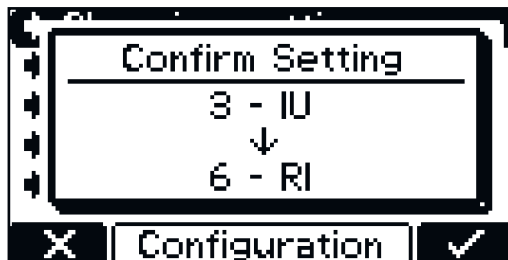 Confirm Setting
3 - IU
↓
6 - RI
Configuration